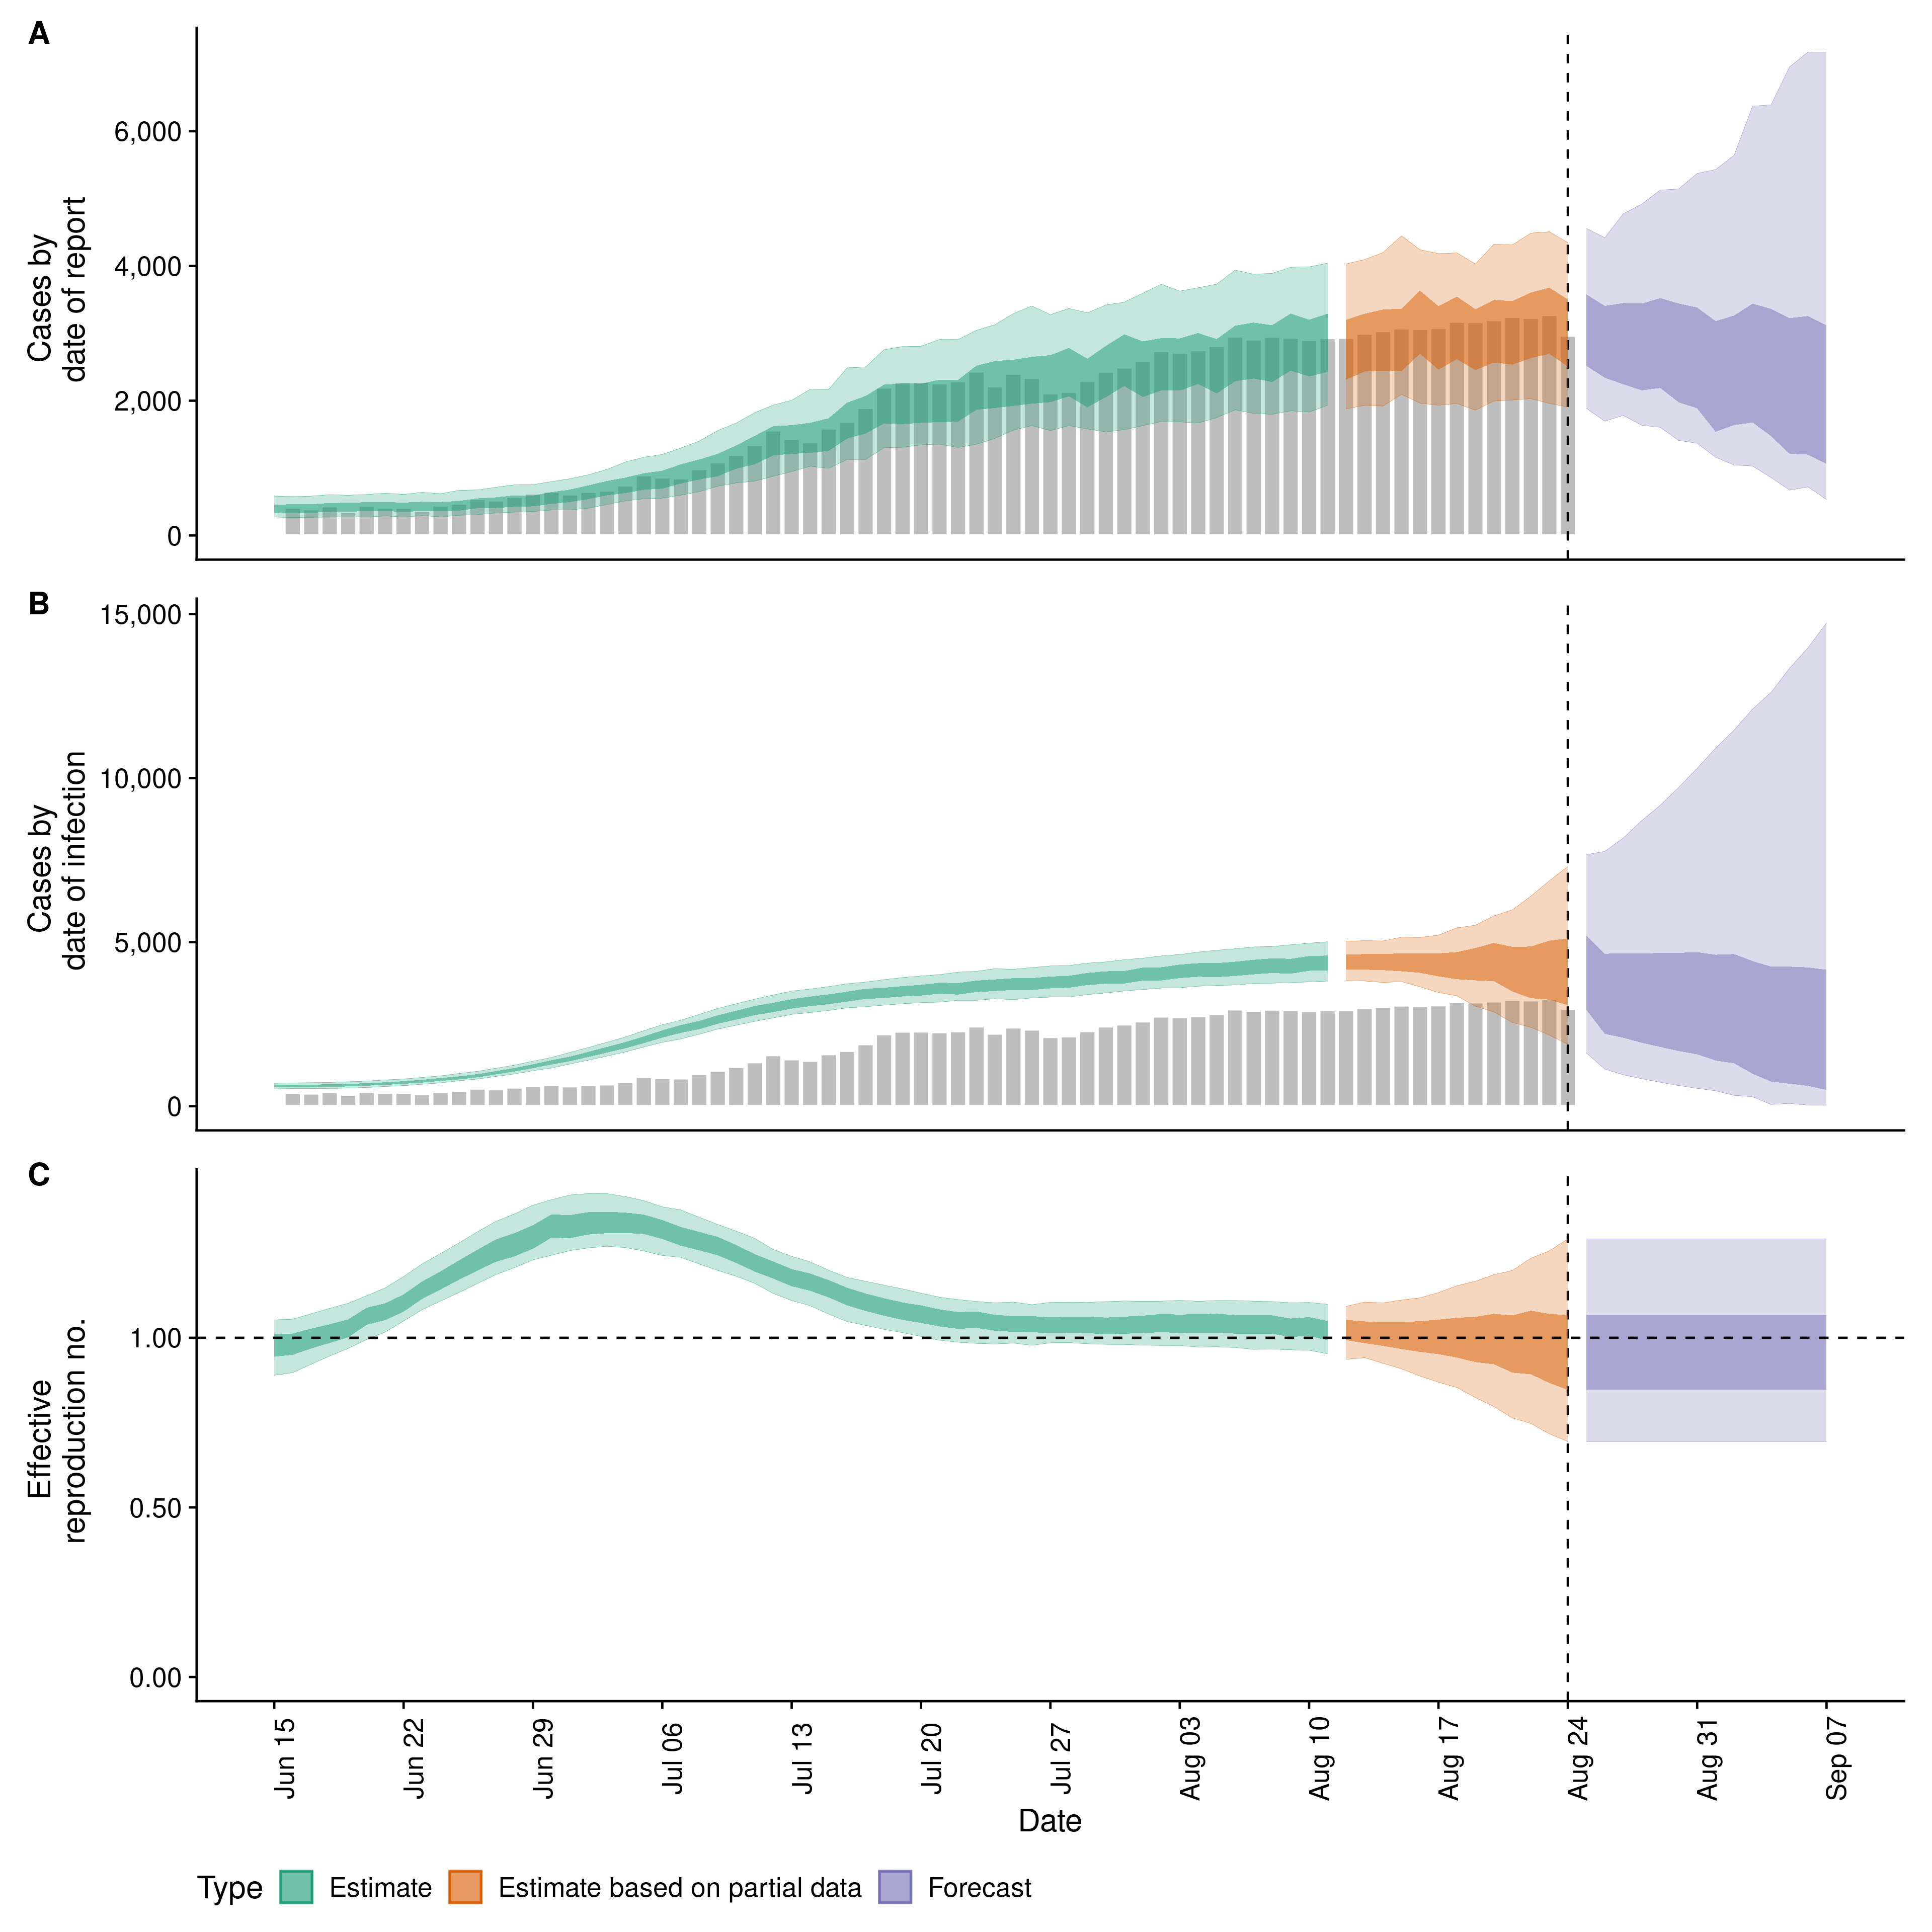 A
Cases by
date of report
6,000
4,000
2,000
0
B
Cases by
date of infection
15,000
10,000
5,000
0
C
Effective
reproduction no.
1.00
0.50
0.00
Jun 15
Jun 22
Jun 29
Jul 06
Jul 13
Jul 20
Jul 27
Aug 03
Aug 10
Aug 17
Aug 24
Aug 31
Sep 07
Date
Type Estimate Estimate based on partial data Forecast